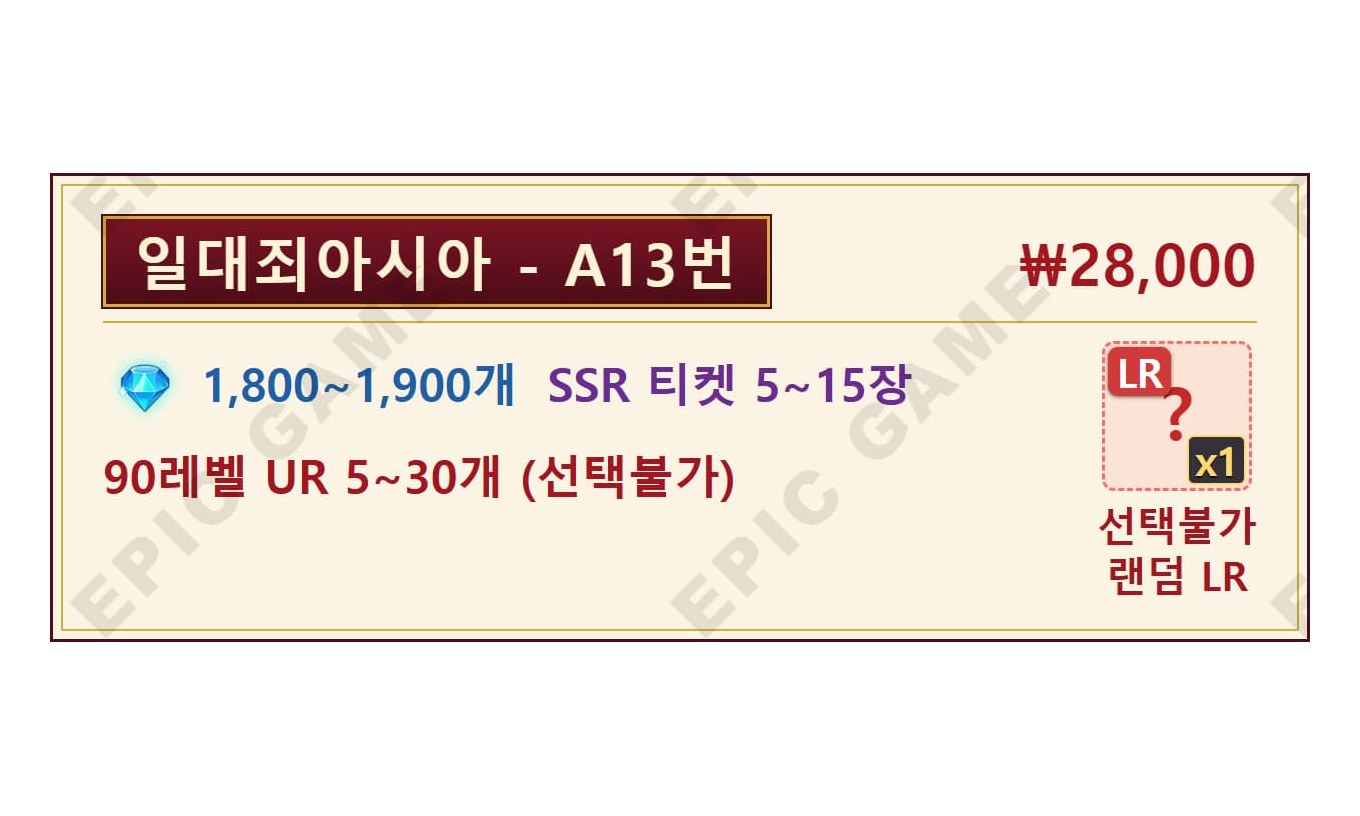 일대죄아시아 - A13번
₩28,000
1,800~1,900개 SSR 티켓 5~15장
90레벨 UR 5~30개 (선택불가)
LR
?
x1
선택불가
랜덤 LR
EPIC GAME
EPIC GAME